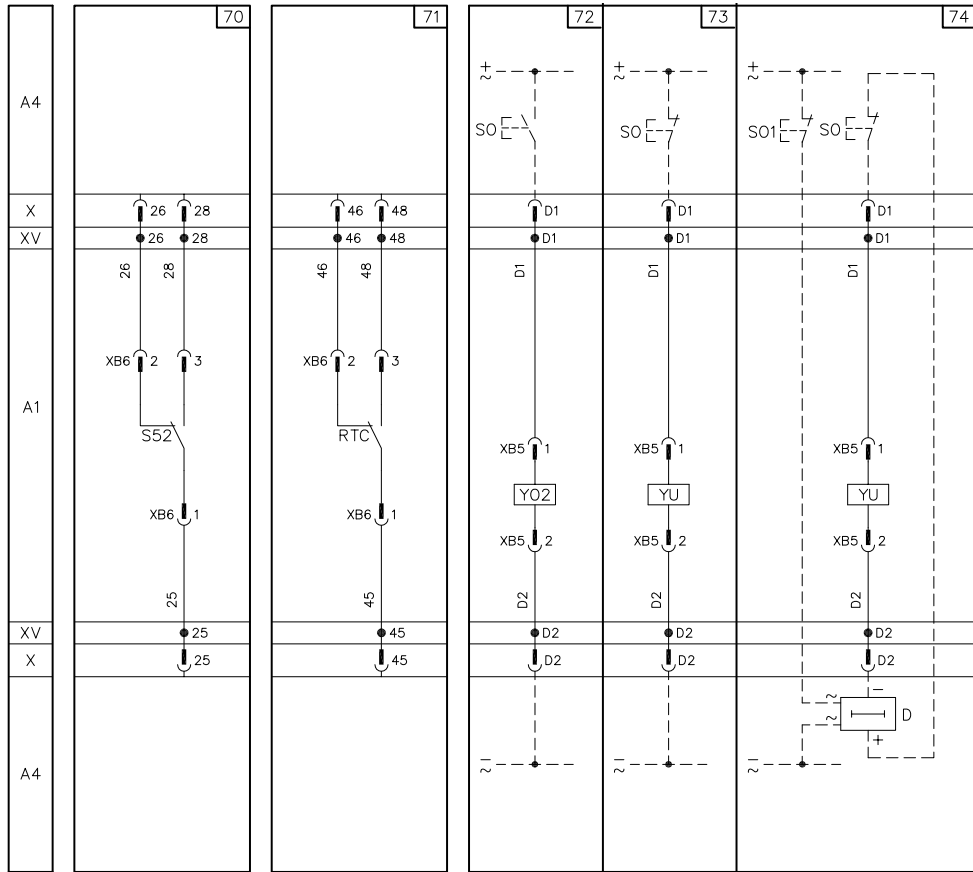 70 71 72 73 74
+ + +
~ ~ ~
A4
SO SO SO1 SO
X 26 28 46 48 D1 D1 D1
XV 26 28 46 48 D1 D1 D1
26 28 46 48 D1 D1 D1
XB6 2 3 XB6 2 3
A1
S52 RTC
XB5 1 XB5 1 XB5 1
YO2 YU YU
XB6 1 XB6 1
XB5 2 XB5 2 XB5 2
25 45 D2 D2 D2
XV 25 45 D2 D2 D2
X 25 45 D2 D2 D2
~ −
~ D
+
A4
− − −
~ ~ ~